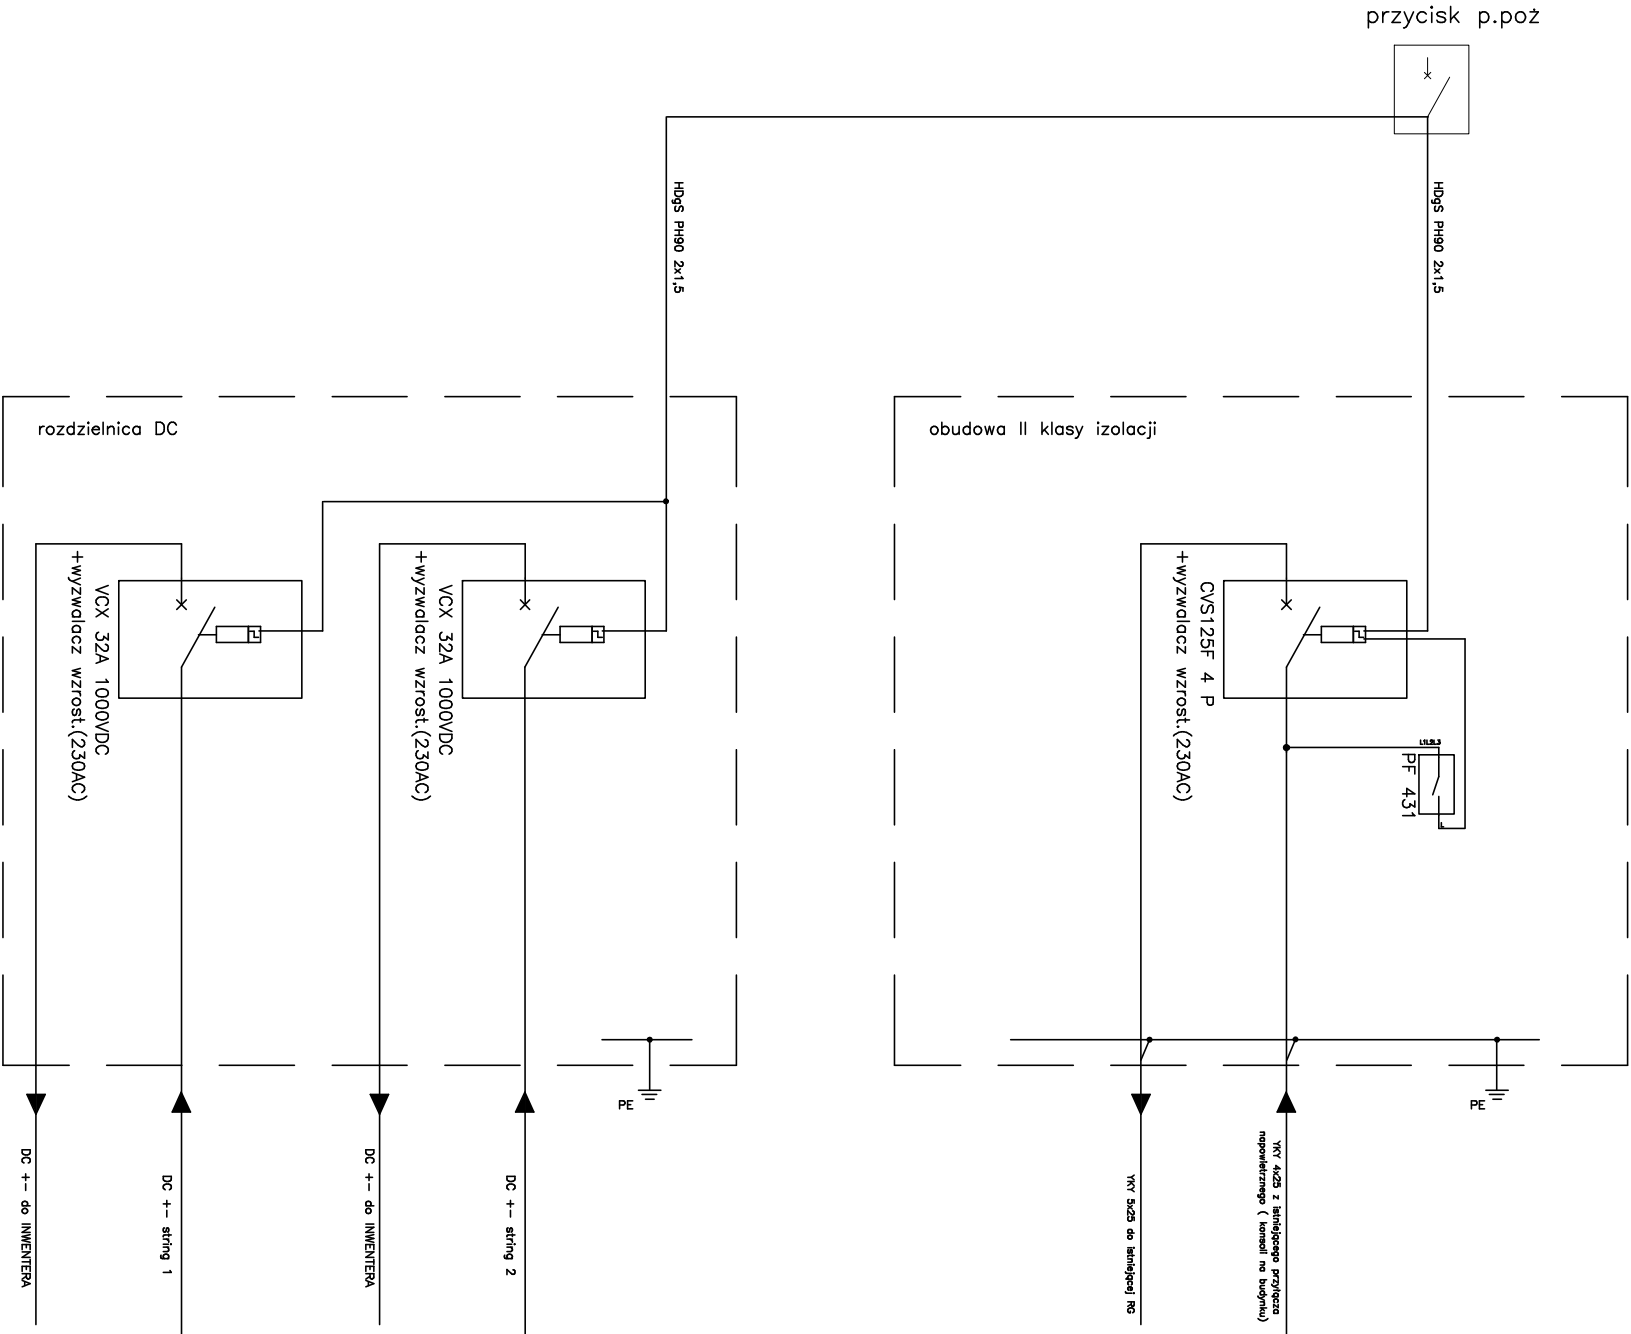 przycisk p.poż
HDgS PH90 2x1,5
HDgS PH90 2x1,5
rozdzielnica DC
obudowa II klasy izolacji
VCX 32A 1000VDC
+wyzwalacz wzrost.(230AC)
VCX 32A 1000VDC
+wyzwalacz wzrost.(230AC)
CVS125F 4 P
+wyzwalacz wzrost.(230AC)
L1L2L3
PF 431
L
PE
PE
DC +- do INWENTERA
DC +- string 1
DC +- do INWENTERA
DC +- string 2
YKY 5x25 do istniejącej RG
YKY 4x25 z istniejącego przyłącza
napowietrznego ( konsoli na budynku)